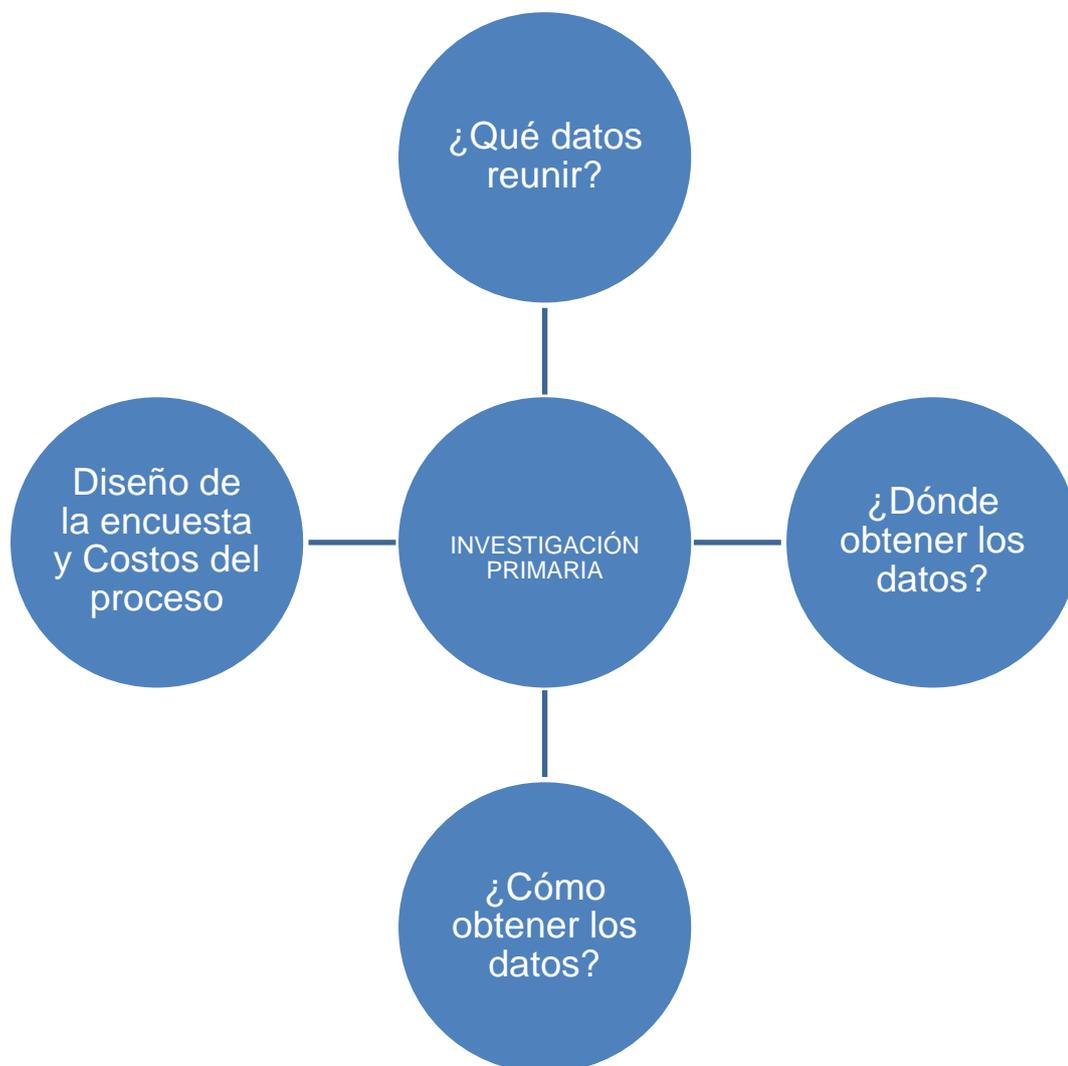 ¿Qué datos
reunir?
Diseño de
la encuesta
y Costos del
proceso
INVESTIGACIÓN
PRIMARIA
¿Dónde
obtener los
datos?
¿Cómo
obtener los
datos?